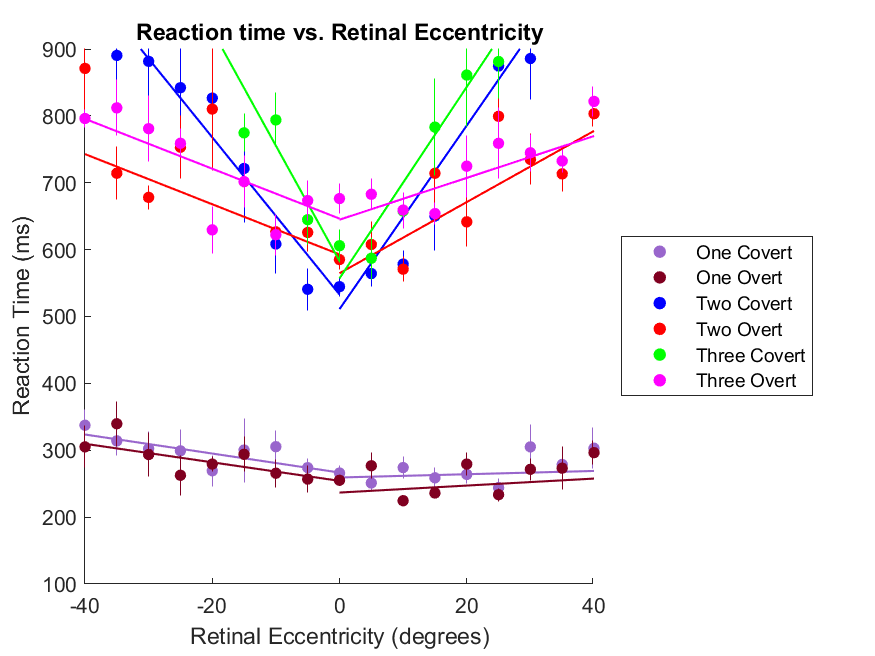 Reaction time vs. Retinal Eccentricity
900
800
700
600
500
400
300
200
100
-40
-20
0
20
40
Reaction Time (ms)
Retinal Eccentricity (degrees)
One Covert
One Overt
Two Covert
Two Overt
Three Covert
Three Overt